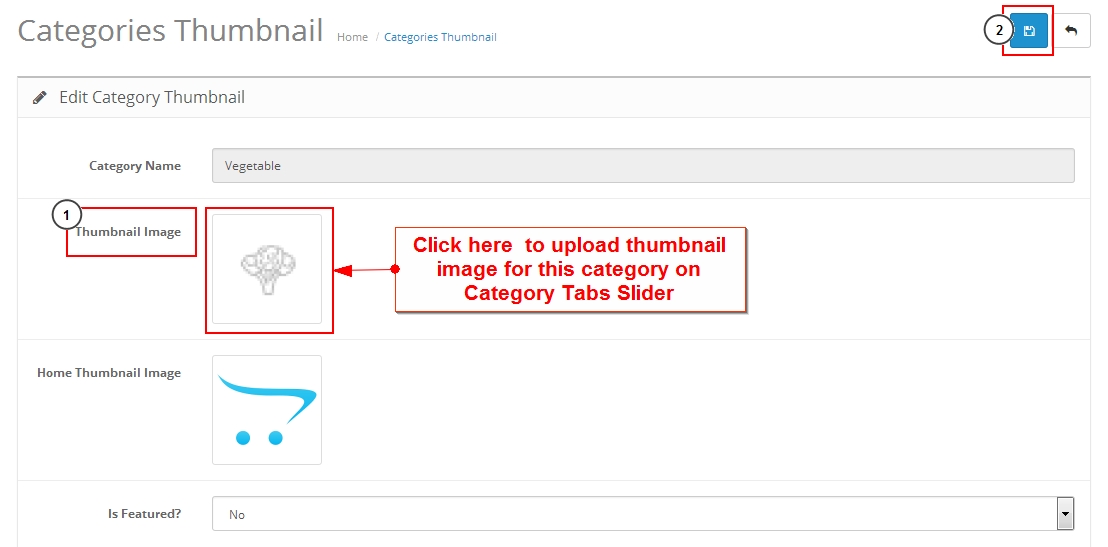 Categories Thumbnail Home / Categories Thumbnail
2
Edit Category Thumbnail
Category Name Vegetable
1
Thumbnail Image
Click here to upload thumbnail
image for this category on
Category Tabs Slider
Home Thumbnail Image
Is Featured? No